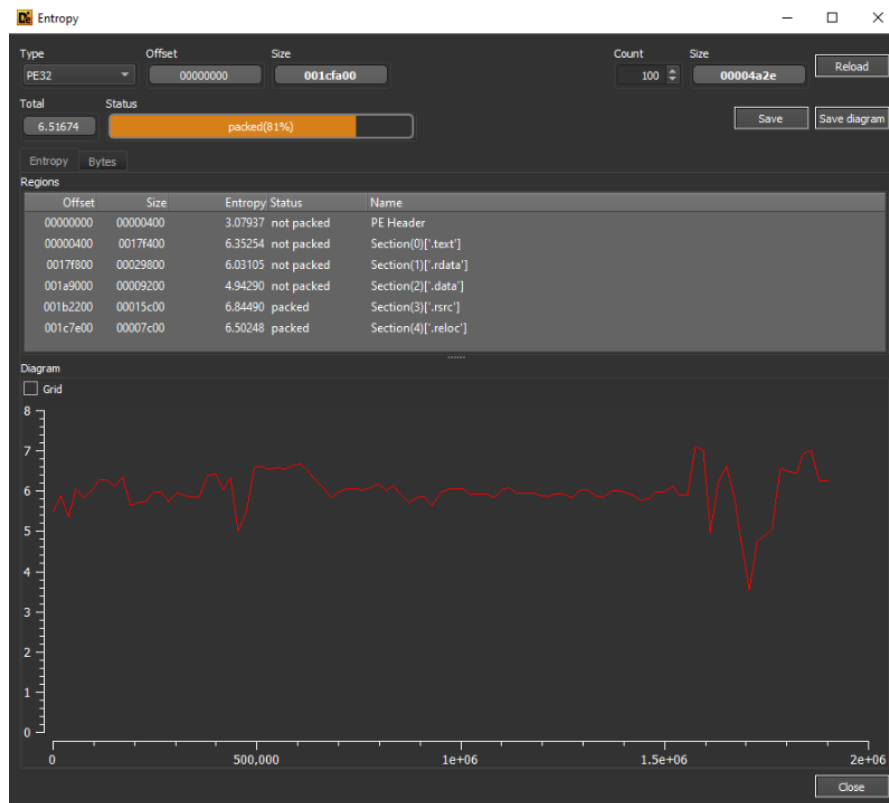 Entropy
Type Offset Size Count Size
PE32 00000000 001cfa00 100 00004a2e Reload
Total Status
6.51674 packed(81%) Save Save diagram
Entropy Bytes
Regions
Offset Size Entropy Status Name
00000000 00000400 3.07937 not packed PE Header
00000400 0017f400 6.35254 not packed Section(0)['.text']
0017f800 00029800 6.03105 not packed Section(1)['.rdata']
001a9000 00009200 4.94290 not packed Section(2)['.data']
001b2200 00015c00 6.84490 packed Section(3)['.rsrc']
001c7e00 00007c00 6.50248 packed Section(4)['.reloc']
Diagram
Grid
8
7
6
5
4
3
2
1
0
0 500,000 1e+06 1.5e+06 2e+06
Close